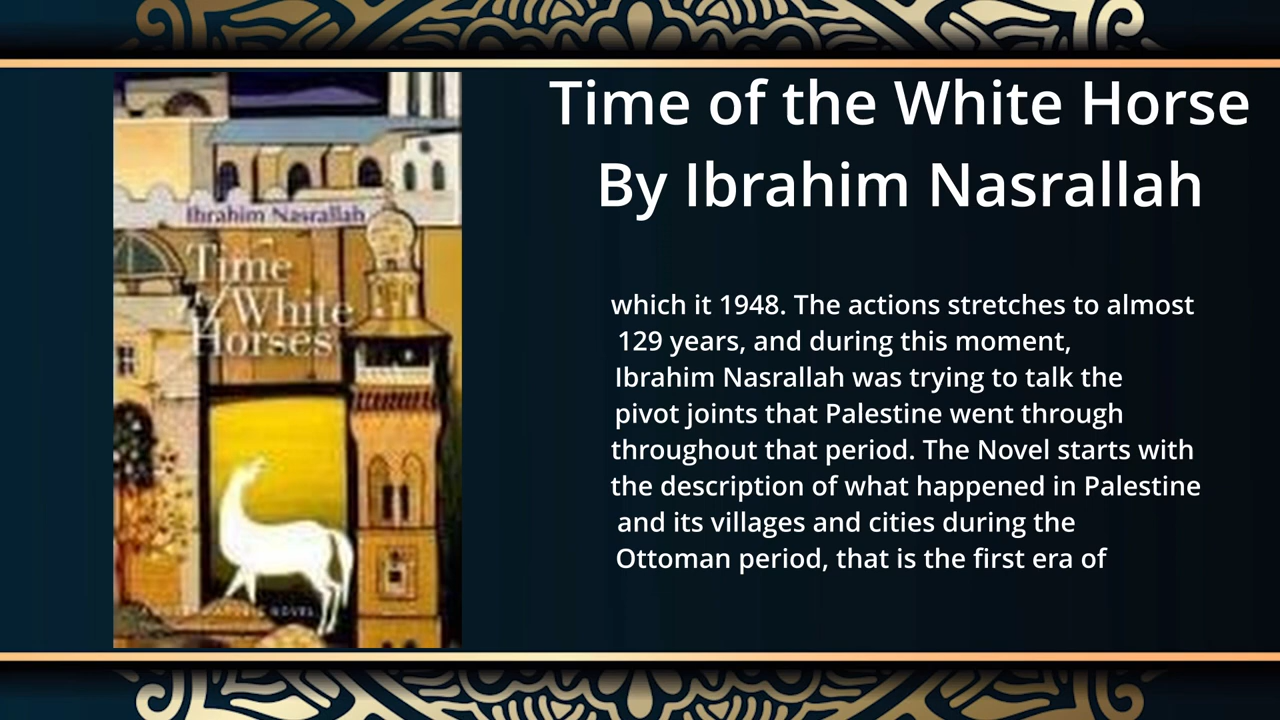 Time of the White Horse
By Ibrahim Nasrallah
Ibrahim Nasrallah
Time
of White
Horses
NOVEL
which it 1948. The actions stretches to almost
129 years, and during this moment,
Ibrahim Nasrallah was trying to talk the
pivot joints that Palestine went through
throughout that period. The Novel starts with
the description of what happened in Palestine
and its villages and cities during the
Ottoman period, that is the first era of